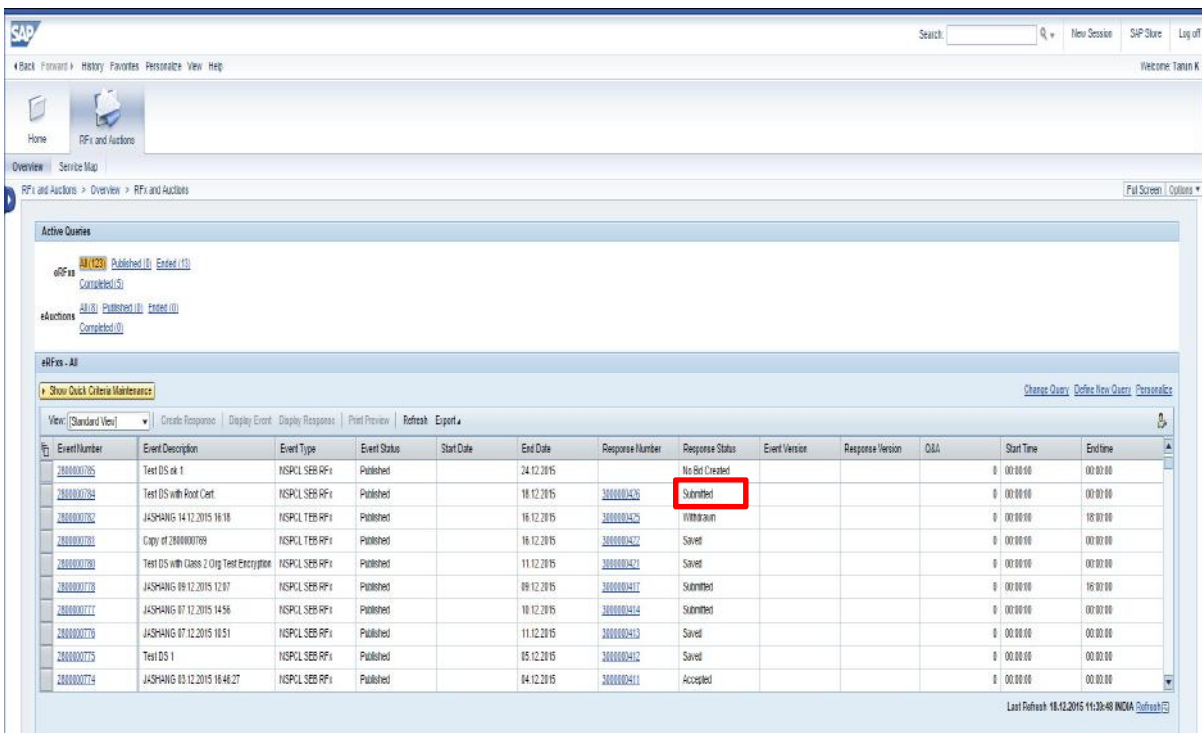 SAP
Search: New Session SAP Store Log off
Back Forward History Favorites Personalize View Help Welcome: Tarun K
Home RFx and Auctions
Overview Service Map
RFx and Auctions > Overview > RFx and Auctions Full Screen Options
Active Queries
eRFxs All (123) Published (0) Ended (13)
Completed (5)
eAuctions All (8) Published (0) Ended (0)
Completed (0)
eRFxs - All
Show Quick Criteria Maintenance Change Query Define New Query Personalize
View: [Standard View] Create Response Display Event Display Response Print Preview Refresh Export
Event Number Event Description Event Type Event Status Start Date End Date Response Number Response Status Event Version Response Version Q&A Start Time End time
2800000785 Test DS ok 1 NSPCL SEB RFx Published 24.12.2015 No Bid Created 0 00:00:00 00:00:00
2800000784 Test DS with Root Cert. NSPCL SEB RFx Published 18.12.2015 3000000426 Submitted 0 00:00:00 00:00:00
2800000782 JASHANG 14.12.2015 16:18 NSPCL TEB RFx Published 16.12.2015 3000000425 Withdrawn 0 00:00:00 18:00:00
2800000781 Copy of 2800000769 NSPCL TEB RFx Published 16.12.2015 3000000422 Saved 0 00:00:00 00:00:00
2800000780 Test DS with Class 2 Org Test Encryption NSPCL SEB RFx Published 11.12.2015 3000000421 Saved 0 00:00:00 00:00:00
2800000778 JASHANG 09.12.2015 12:07 NSPCL SEB RFx Published 09.12.2015 3000000417 Submitted 0 00:00:00 16:00:00
2800000777 JASHANG 07.12.2015 14:56 NSPCL SEB RFx Published 10.12.2015 3000000414 Submitted 0 00:00:00 00:00:00
2800000776 JASHANG 07.12.2015 10:51 NSPCL SEB RFx Published 11.12.2015 3000000413 Saved 0 00:00:00 00:00:00
2800000775 Test DS 1 NSPCL SEB RFx Published 05.12.2015 3000000412 Saved 0 00:00:00 00:00:00
2800000774 JASHANG 03.12.2015 16:46:27 NSPCL SEB RFx Published 04.12.2015 3000000411 Accepted 0 00:00:00 00:00:00
Last Refresh 18.12.2015 11:39:48 INDIA Refresh